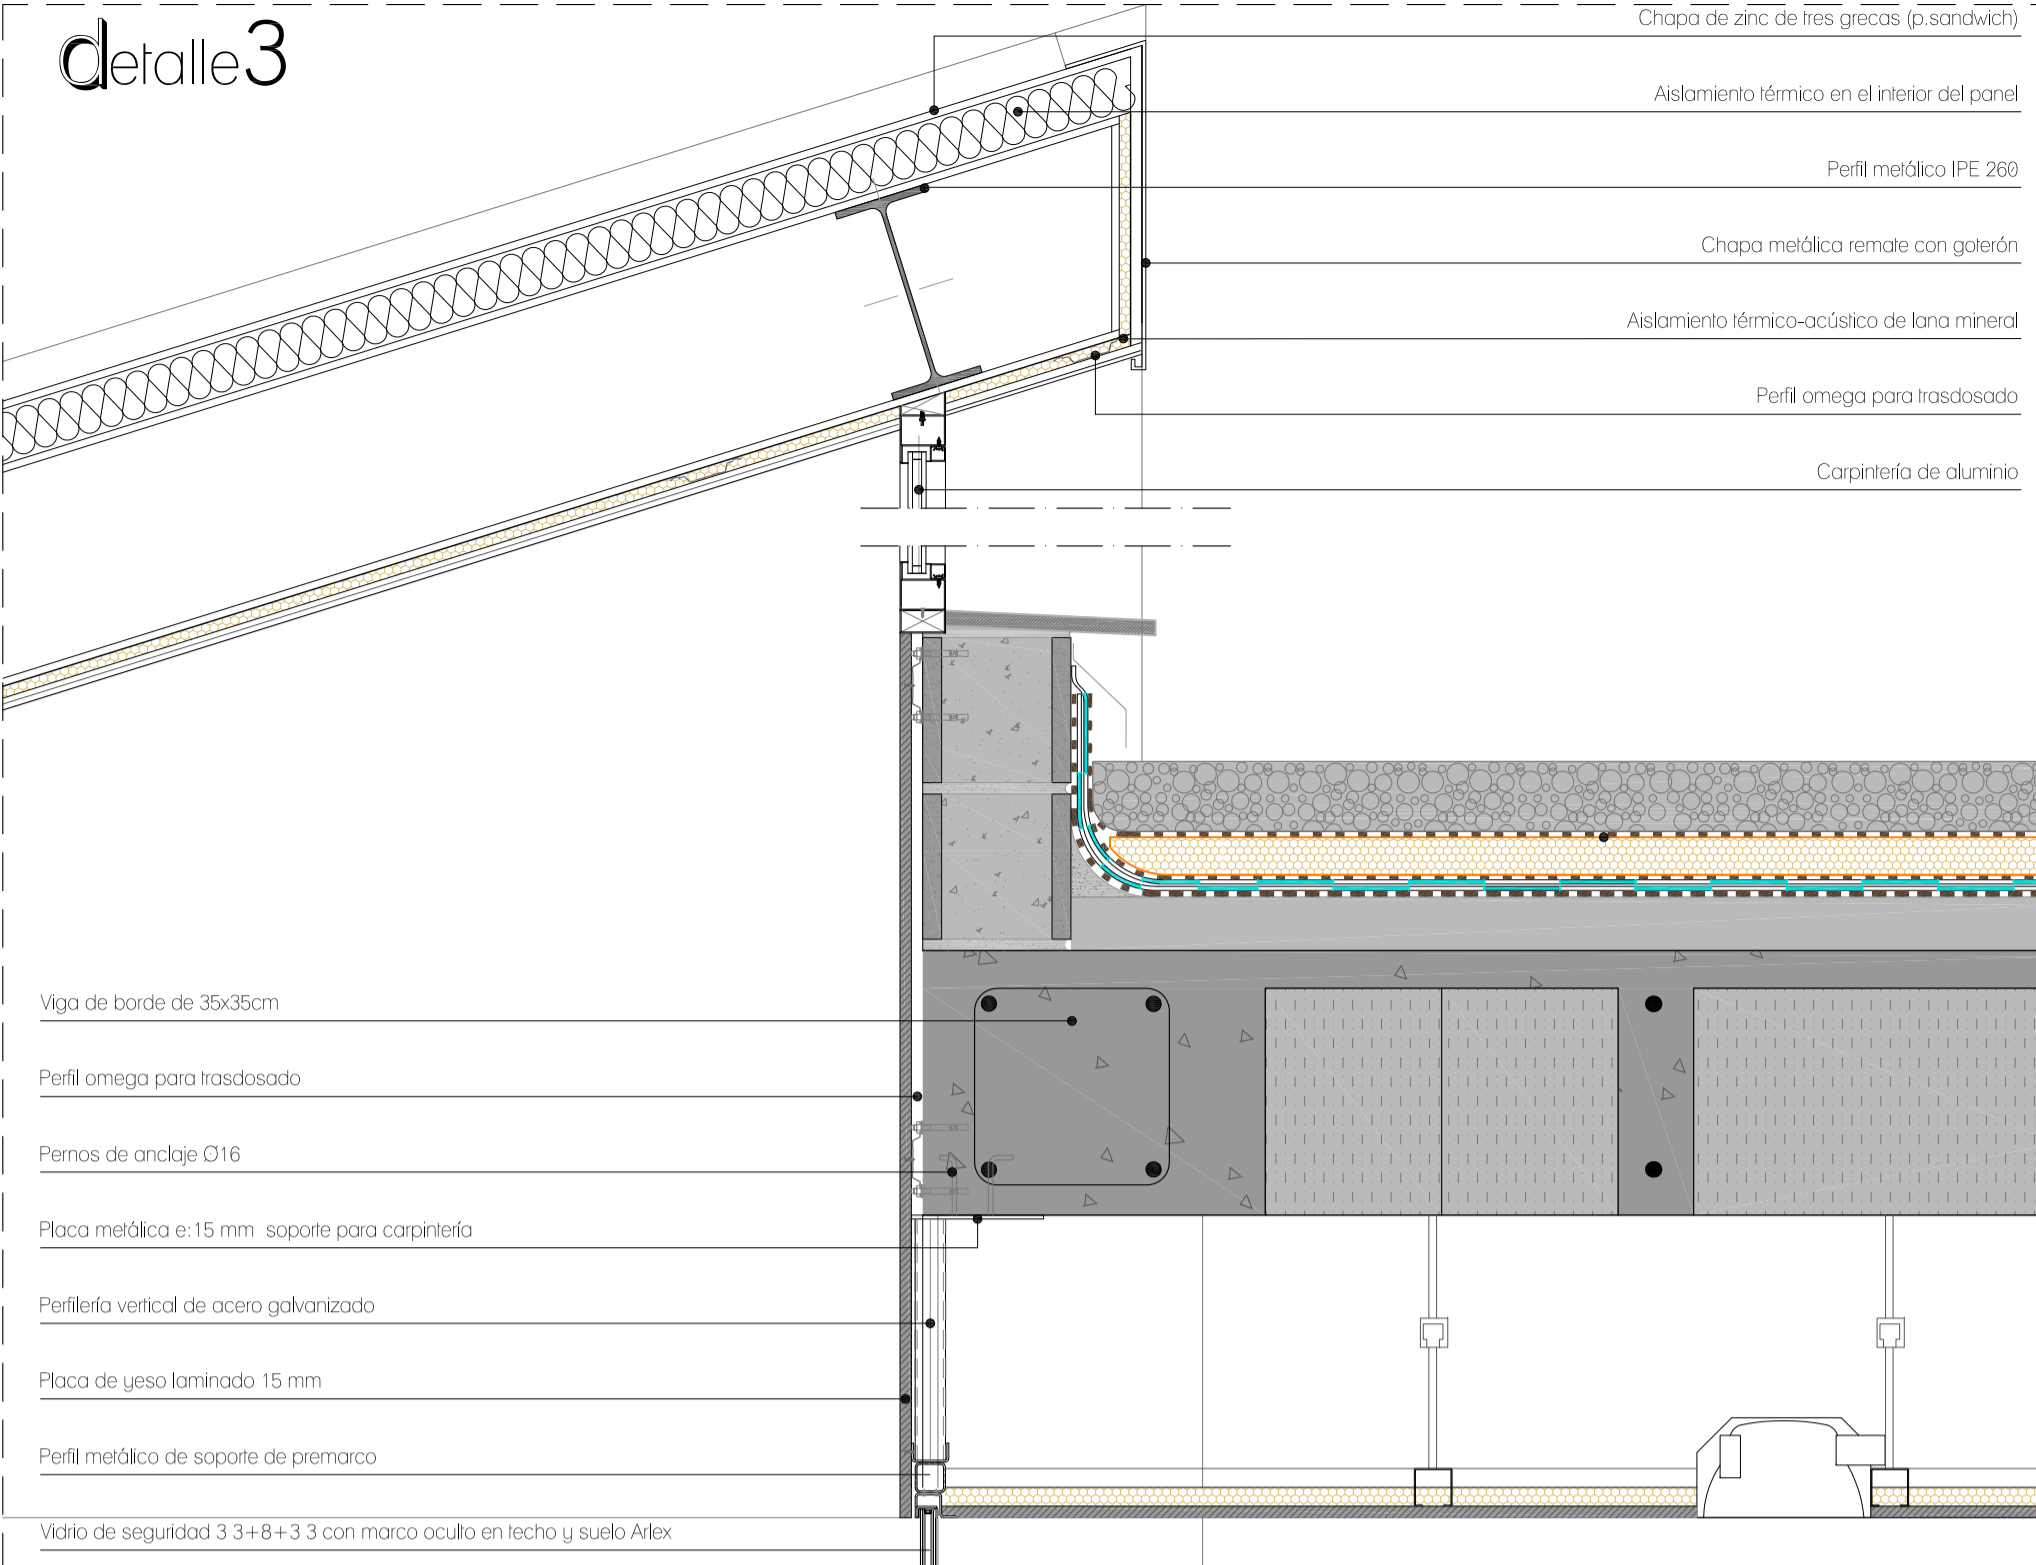 detalle3
Chapa de zinc de tres grecas (p.sandwich)
Aislamiento térmico en el interior del panel
Perfil metálico IPE 260
Chapa metálica remate con goterón
Aislamiento térmico-acústico de lana mineral
Perfil omega para trasdosado
Carpintería de aluminio
Viga de borde de 35x35cm
Perfil omega para trasdosado
Pernos de anclaje Ø16
Placa metálica e:15 mm  soporte para carpintería
Perfilería vertical de acero galvanizado
Placa de yeso laminado 15 mm
Perfil metálico de soporte de premarco
Vidrio de seguridad 3 3+8+3 3 con marco oculto en techo y suelo Arlex